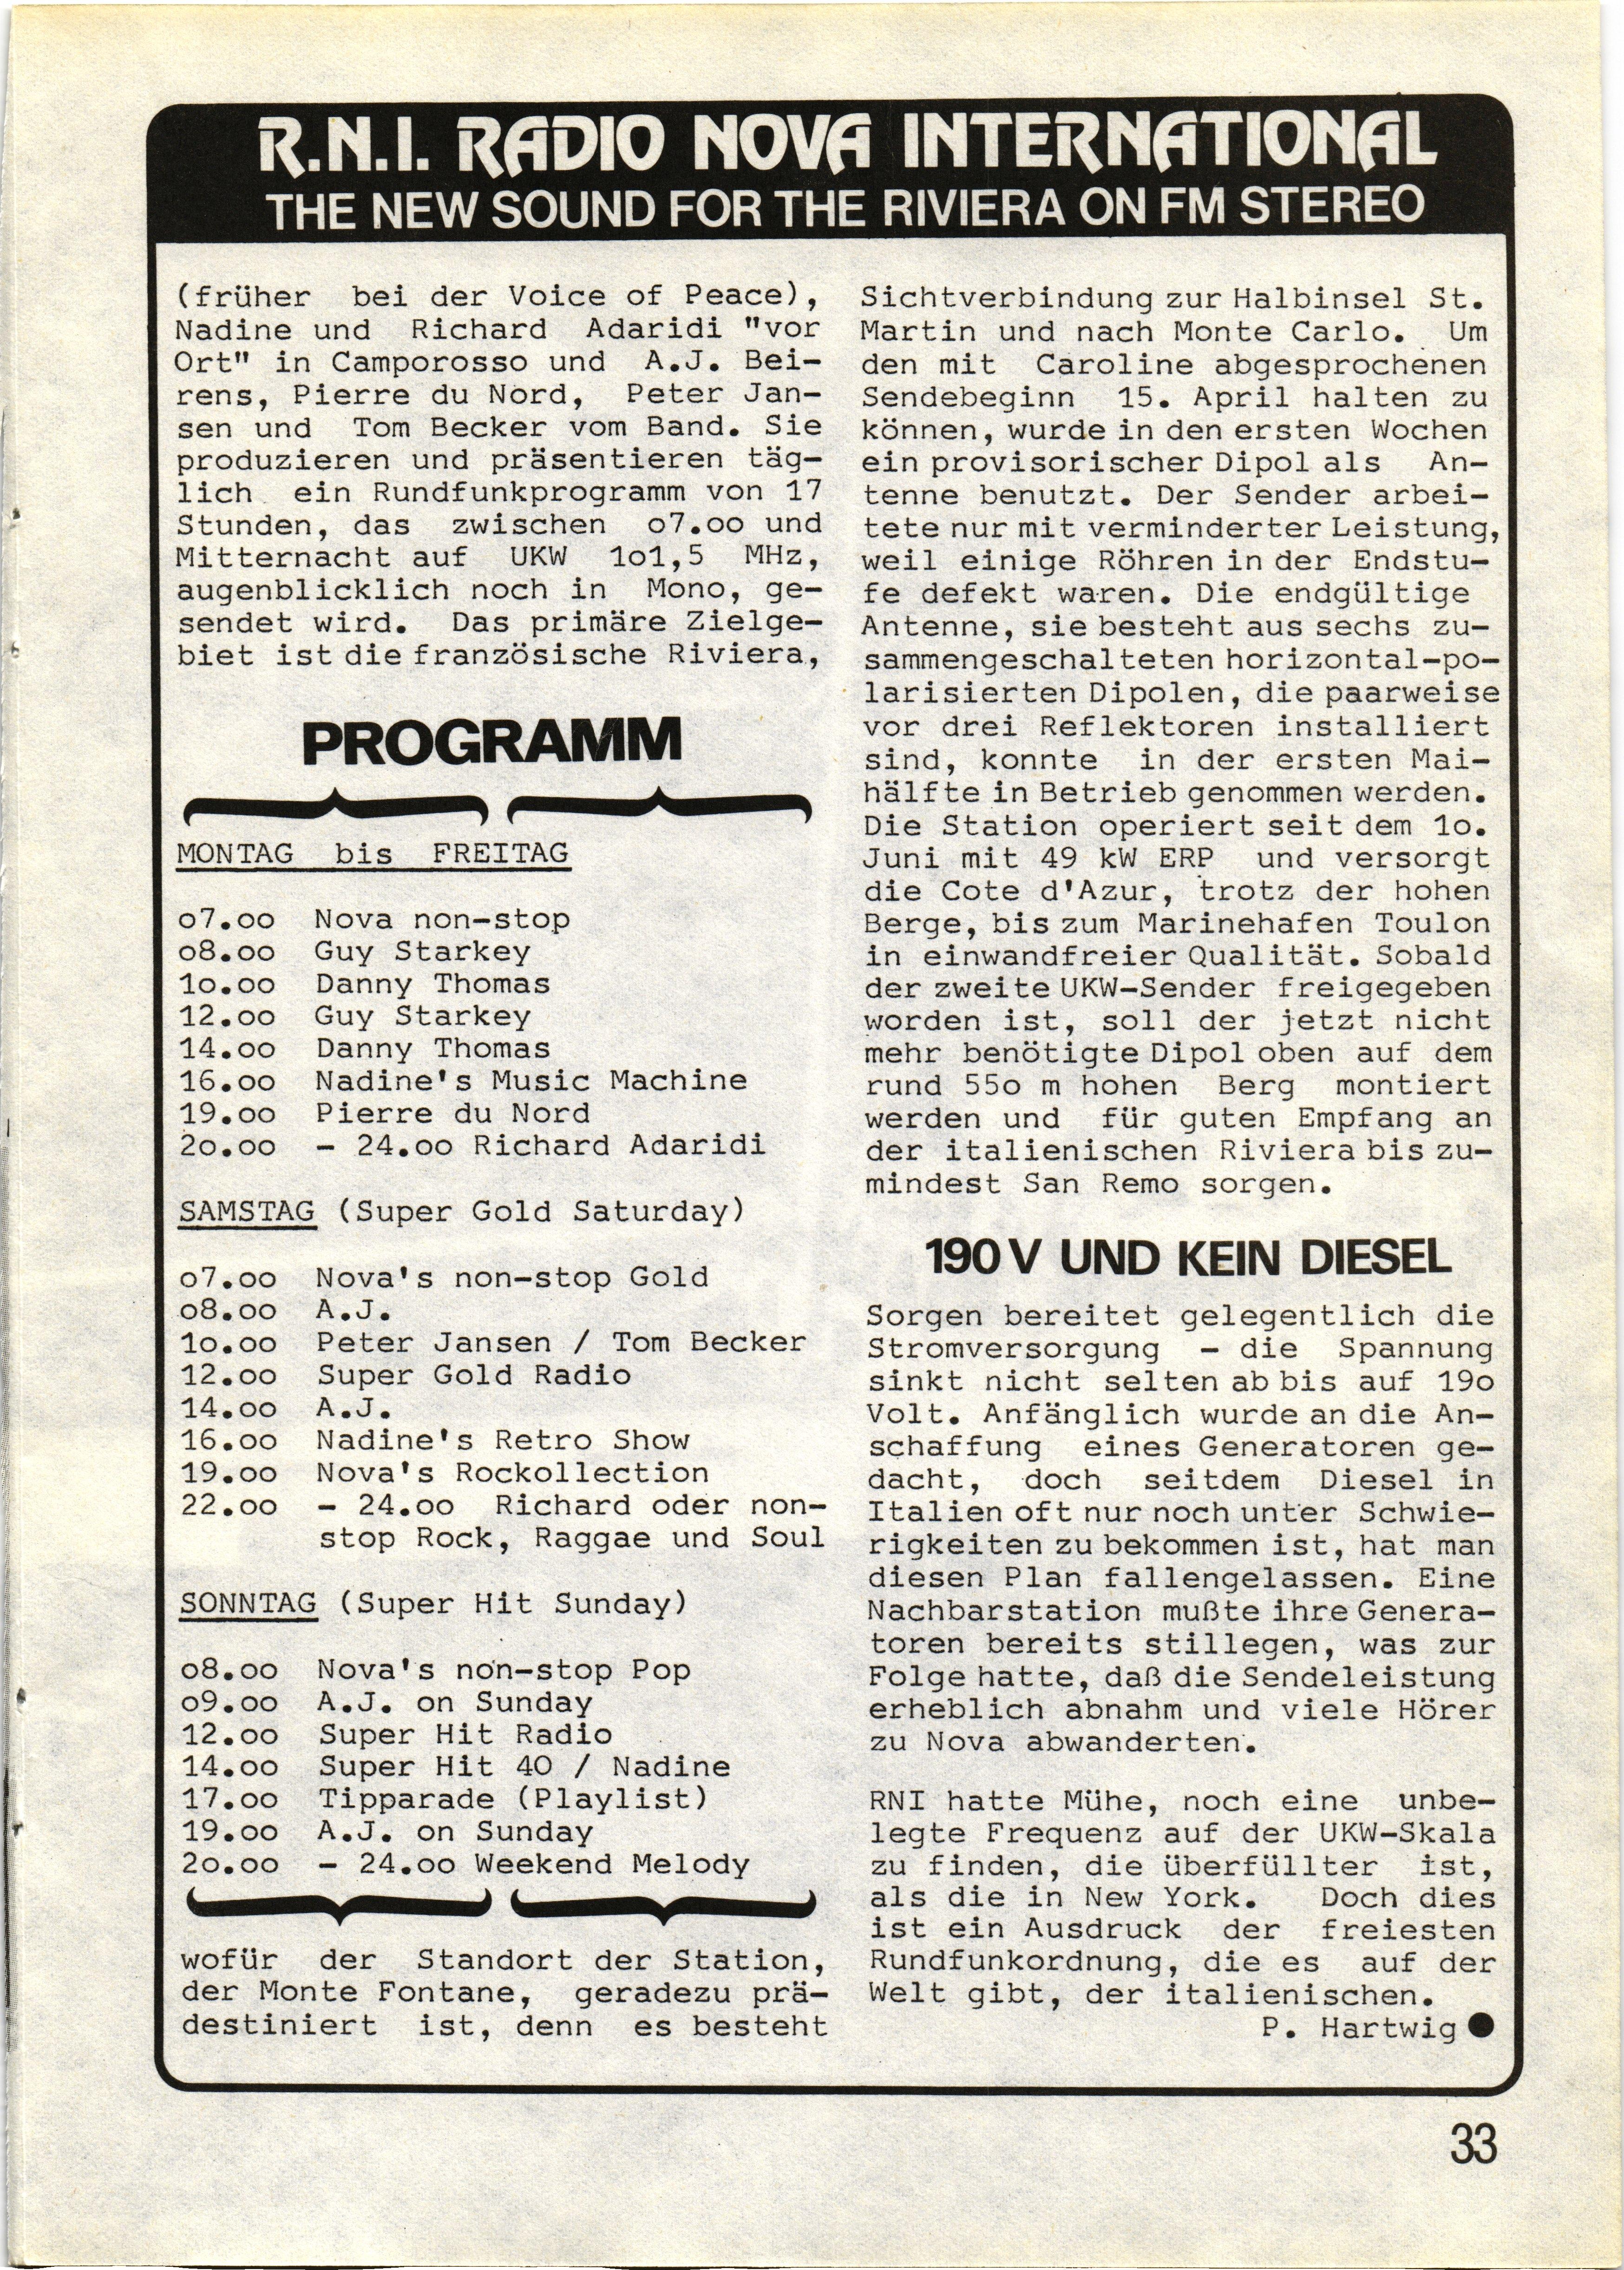 R.N.I. RADIO NOVA INTERNATIONAL
THE NEW SOUND FOR THE RIVIERA ON FM STEREO
(früher bei der Voice of Peace),
Nadine und Richard Adaridi "vor
Ort" in Camporosso und A.J. Bei-
rens, Pierre du Nord, Peter Jan-
sen und Tom Becker vom Band. Sie
produzieren und präsentieren täg-
lich ein Rundfunkprogramm von 17
Stunden, das zwischen o7.oo und
Mitternacht auf UKW 1o1,5 MHz,
augenblicklich noch in Mono, ge-
sendet wird. Das primäre Zielge-
biet ist die französische Riviera,
PROGRAMM
MONTAG bis FREITAG
o7.oo Nova non-stop
o8.oo Guy Starkey
1o.oo Danny Thomas
12.oo Guy Starkey
14.oo Danny Thomas
16.oo Nadine's Music Machine
19.oo Pierre du Nord
2o.oo - 24.oo Richard Adaridi
SAMSTAG (Super Gold Saturday)
o7.oo Nova's non-stop Gold
o8.oo A.J.
1o.oo Peter Jansen / Tom Becker
12.oo Super Gold Radio
14.oo A.J.
16.oo Nadine's Retro Show
19.oo Nova's Rockollection
22.oo - 24.oo Richard oder non-
stop Rock, Raggae und Soul
SONNTAG (Super Hit Sunday)
o8.oo Nova's non-stop Pop
o9.oo A.J. on Sunday
12.oo Super Hit Radio
14.oo Super Hit 4O / Nadine
17.oo Tipparade (Playlist)
19.oo A.J. on Sunday
2o.oo - 24.oo Weekend Melody
wofür der Standort der Station,
der Monte Fontane, geradezu prä-
destiniert ist, denn es besteht
Sichtverbindung zur Halbinsel St.
Martin und nach Monte Carlo. Um
den mit Caroline abgesprochenen
Sendebeginn 15. April halten zu
können, wurde in den ersten Wochen
ein provisorischer Dipol als An-
tenne benutzt. Der Sender arbei-
tete nur mit verminderter Leistung,
weil einige Röhren in der Endstu-
fe defekt waren. Die endgültige
Antenne, sie besteht aus sechs zu-
sammengeschalteten horizontal-po-
larisierten Dipolen, die paarweise
vor drei Reflektoren installiert
sind, konnte in der ersten Mai-
hälfte in Betrieb genommen werden.
Die Station operiert seit dem 1o.
Juni mit 49 kW ERP und versorgt
die Cote d'Azur, trotz der hohen
Berge, bis zum Marinehafen Toulon
in einwandfreier Qualität. Sobald
der zweite UKW-Sender freigegeben
worden ist, soll der jetzt nicht
mehr benötigte Dipol oben auf dem
rund 55o m hohen Berg montiert
werden und für guten Empfang an
der italienischen Riviera bis zu-
mindest San Remo sorgen.
190 V UND KEIN DIESEL
Sorgen bereitet gelegentlich die
Stromversorgung - die Spannung
sinkt nicht selten ab bis auf 19o
Volt. Anfänglich wurde an die An-
schaffung eines Generatoren ge-
dacht, doch seitdem Diesel in
Italien oft nur noch unter Schwie-
rigkeiten zu bekommen ist, hat man
diesen Plan fallengelassen. Eine
Nachbarstation mußte ihre Genera-
toren bereits stillegen, was zur
Folge hatte, daß die Sendeleistung
erheblich abnahm und viele Hörer
zu Nova abwanderten.
RNI hatte Mühe, noch eine unbe-
legte Frequenz auf der UKW-Skala
zu finden, die überfüllter ist,
als die in New York. Doch dies
ist ein Ausdruck der freiesten
Rundfunkordnung, die es auf der
Welt gibt, der italienischen.
P. Hartwig ●
33